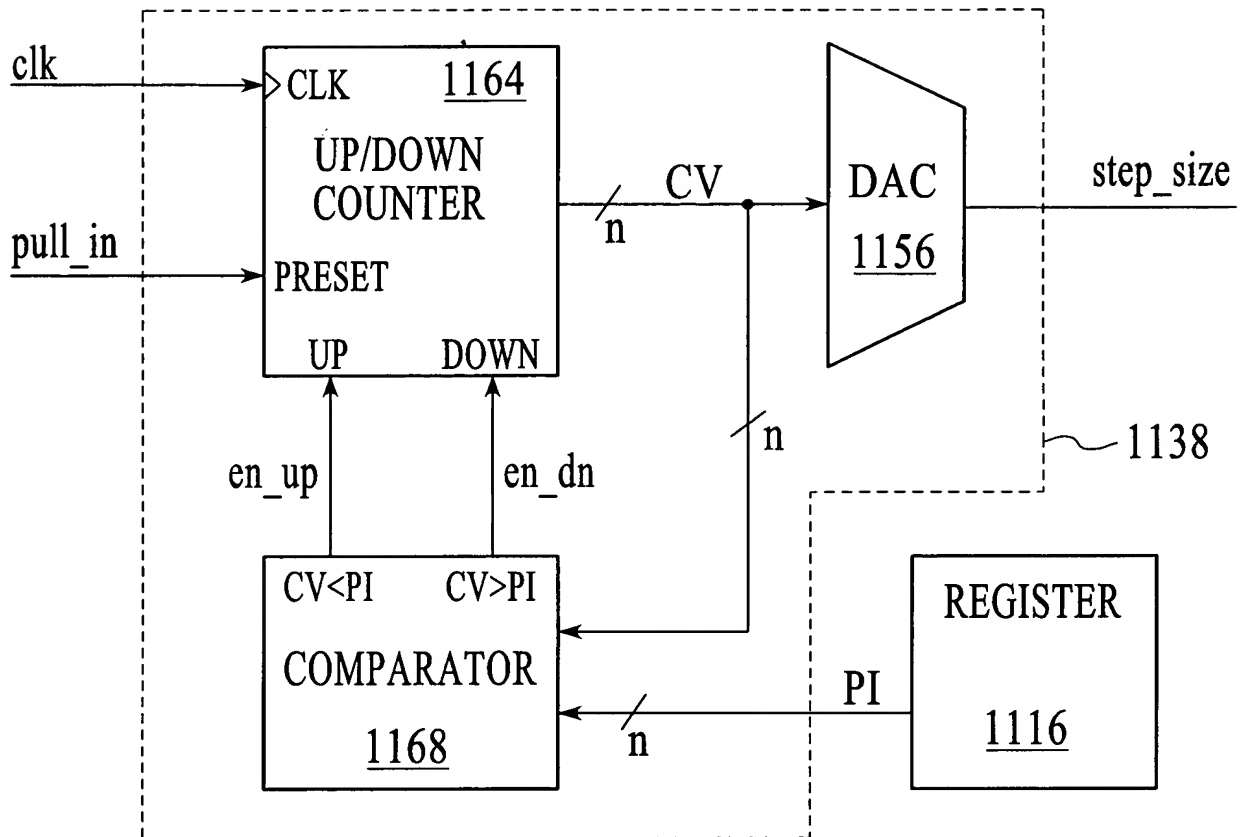 clk
CLK
1164
UP/DOWN
COUNTER
pull_in
PRESET
UP DOWN
n
CV
DAC
1156
step_size
n
1138
en_up
en_dn
CV<PI CV>PI
COMPARATOR
1168
n
PI
REGISTER
1116